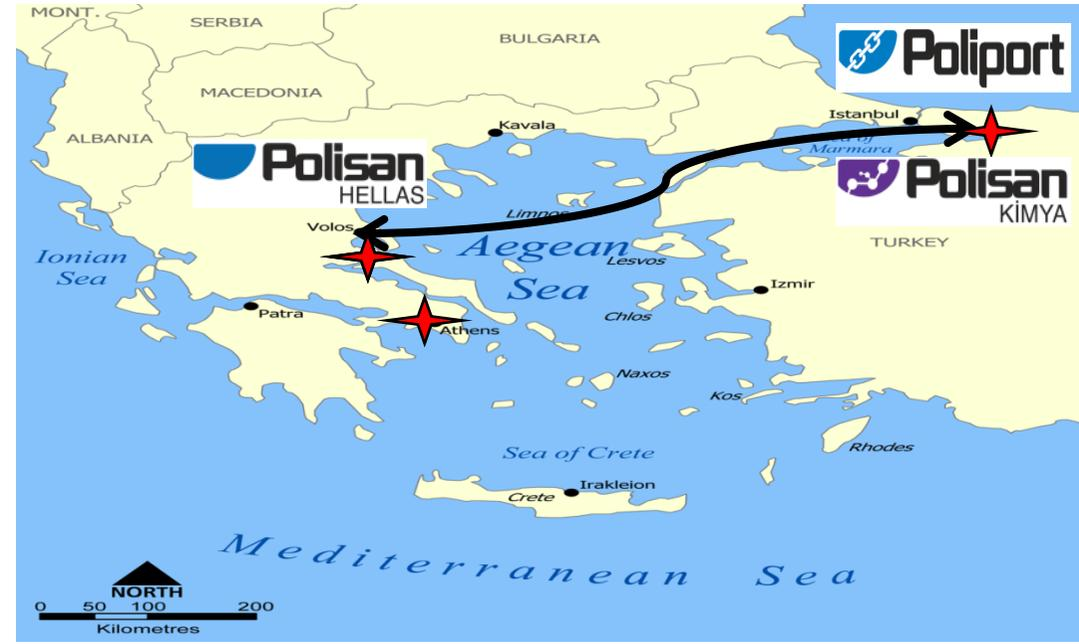 MONT.
SERBIA
BULGARIA
Poliport
MACEDONIA
Istanbul
Kavala
ALBANIA
Sea of
Marmara
Polisan
HELLAS
Polisan
KİMYA
Limnos
Volos
TURKEY
Aegean
Sea
Lesvos
Ionian
Sea
Izmir
Patra
Chios
Athens
Naxos
Kos
Rhodes
Sea of Crete
Irakleion
Crete
Mediterranean Sea
NORTH
0 50 100 200
Kilometres